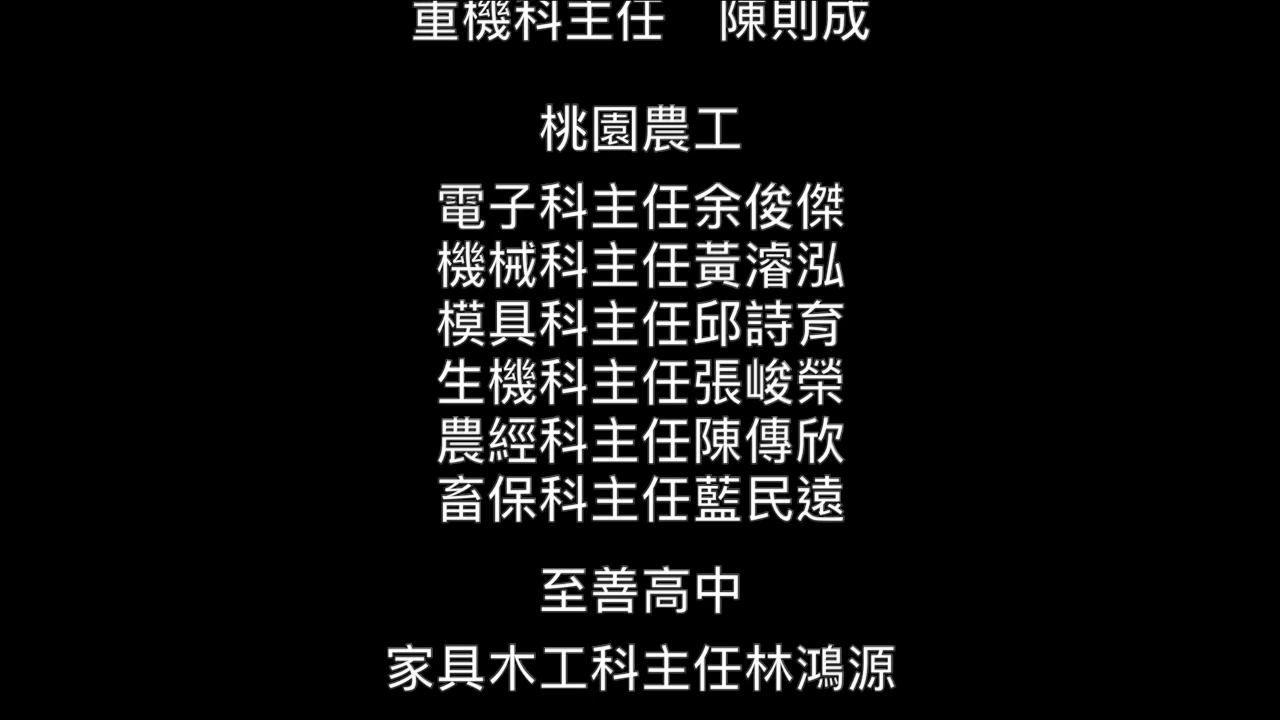 重機科主任　陳則成
桃園農工
電子科主任余俊傑
機械科主任黃濬泓
模具科主任邱詩育
生機科主任張峻榮
農經科主任陳傳欣
畜保科主任藍民遠
至善高中
家具木工科主任林鴻源